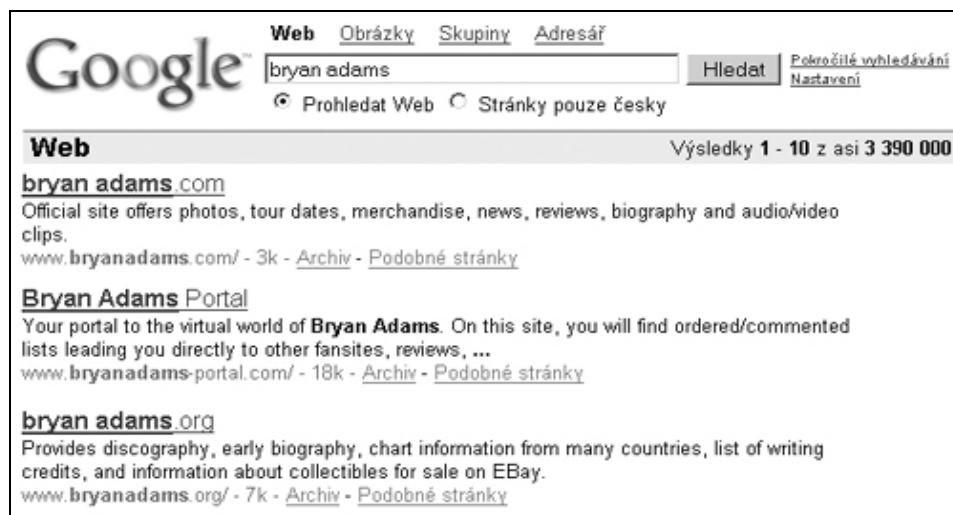 Google™
Web Obrázky Skupiny Adresář
bryan adams Hledat Pokročilé vyhledávání
Nastavení
Prohledat Web Stránky pouze česky
Web Výsledky 1 - 10 z asi 3 390 000
bryan adams.com
Official site offers photos, tour dates, merchandise, news, reviews, biography and audio/video
clips.
www.bryanadams.com/ - 3k - Archiv - Podobné stránky
Bryan Adams Portal
Your portal to the virtual world of Bryan Adams. On this site, you will find ordered/commented
lists leading you directly to other fansites, reviews, ...
www.bryanadams-portal.com/ - 18k - Archiv - Podobné stránky
bryan adams.org
Provides discography, early biography, chart information from many countries, list of writing
credits, and information about collectibles for sale on EBay.
www.bryanadams.org/ - 7k - Archiv - Podobné stránky